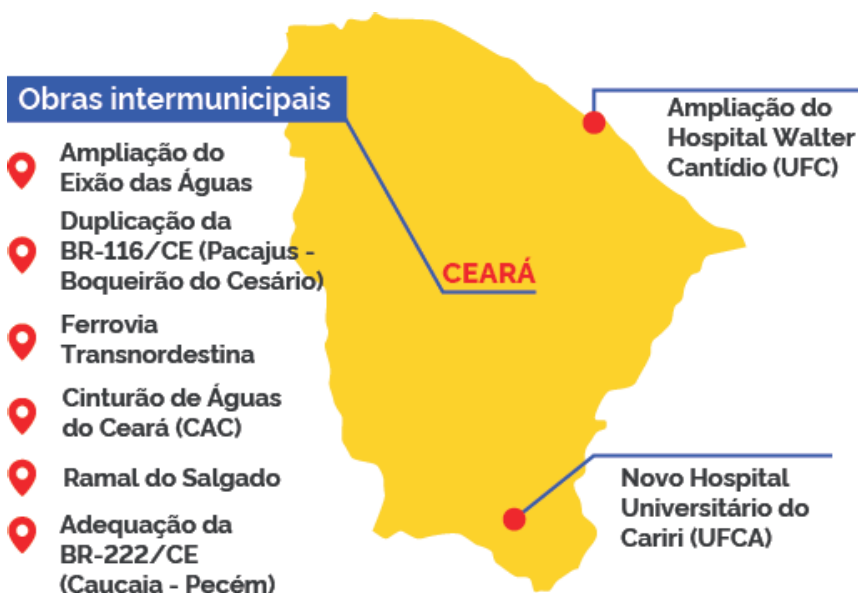 Obras intermunicipais
Ampliação do
Eixão das Águas
Duplicação da
BR-116/CE (Pacajus -
Boqueirão do Cesário)
Ferrovia
Transnordestina
Cinturão de Águas
do Ceará (CAC)
Ramal do Salgado
Adequação da
BR-222/CE
(Caucaia - Pecém)
CEARÁ
Ampliação do
Hospital Walter
Cantídio (UFC)
Novo Hospital
Universitário do
Cariri (UFCA)